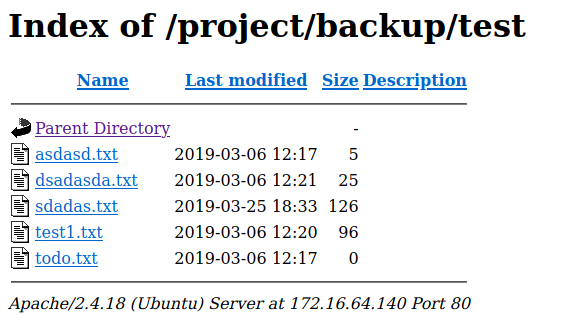 Index of /project/backup/test
Name Last modified Size Description
Parent Directory -
asdasd.txt 2019-03-06 12:17 5
dsadasda.txt 2019-03-06 12:21 25
sdadas.txt 2019-03-25 18:33 126
test1.txt 2019-03-06 12:20 96
todo.txt 2019-03-06 12:17 0
Apache/2.4.18 (Ubuntu) Server at 172.16.64.140 Port 80